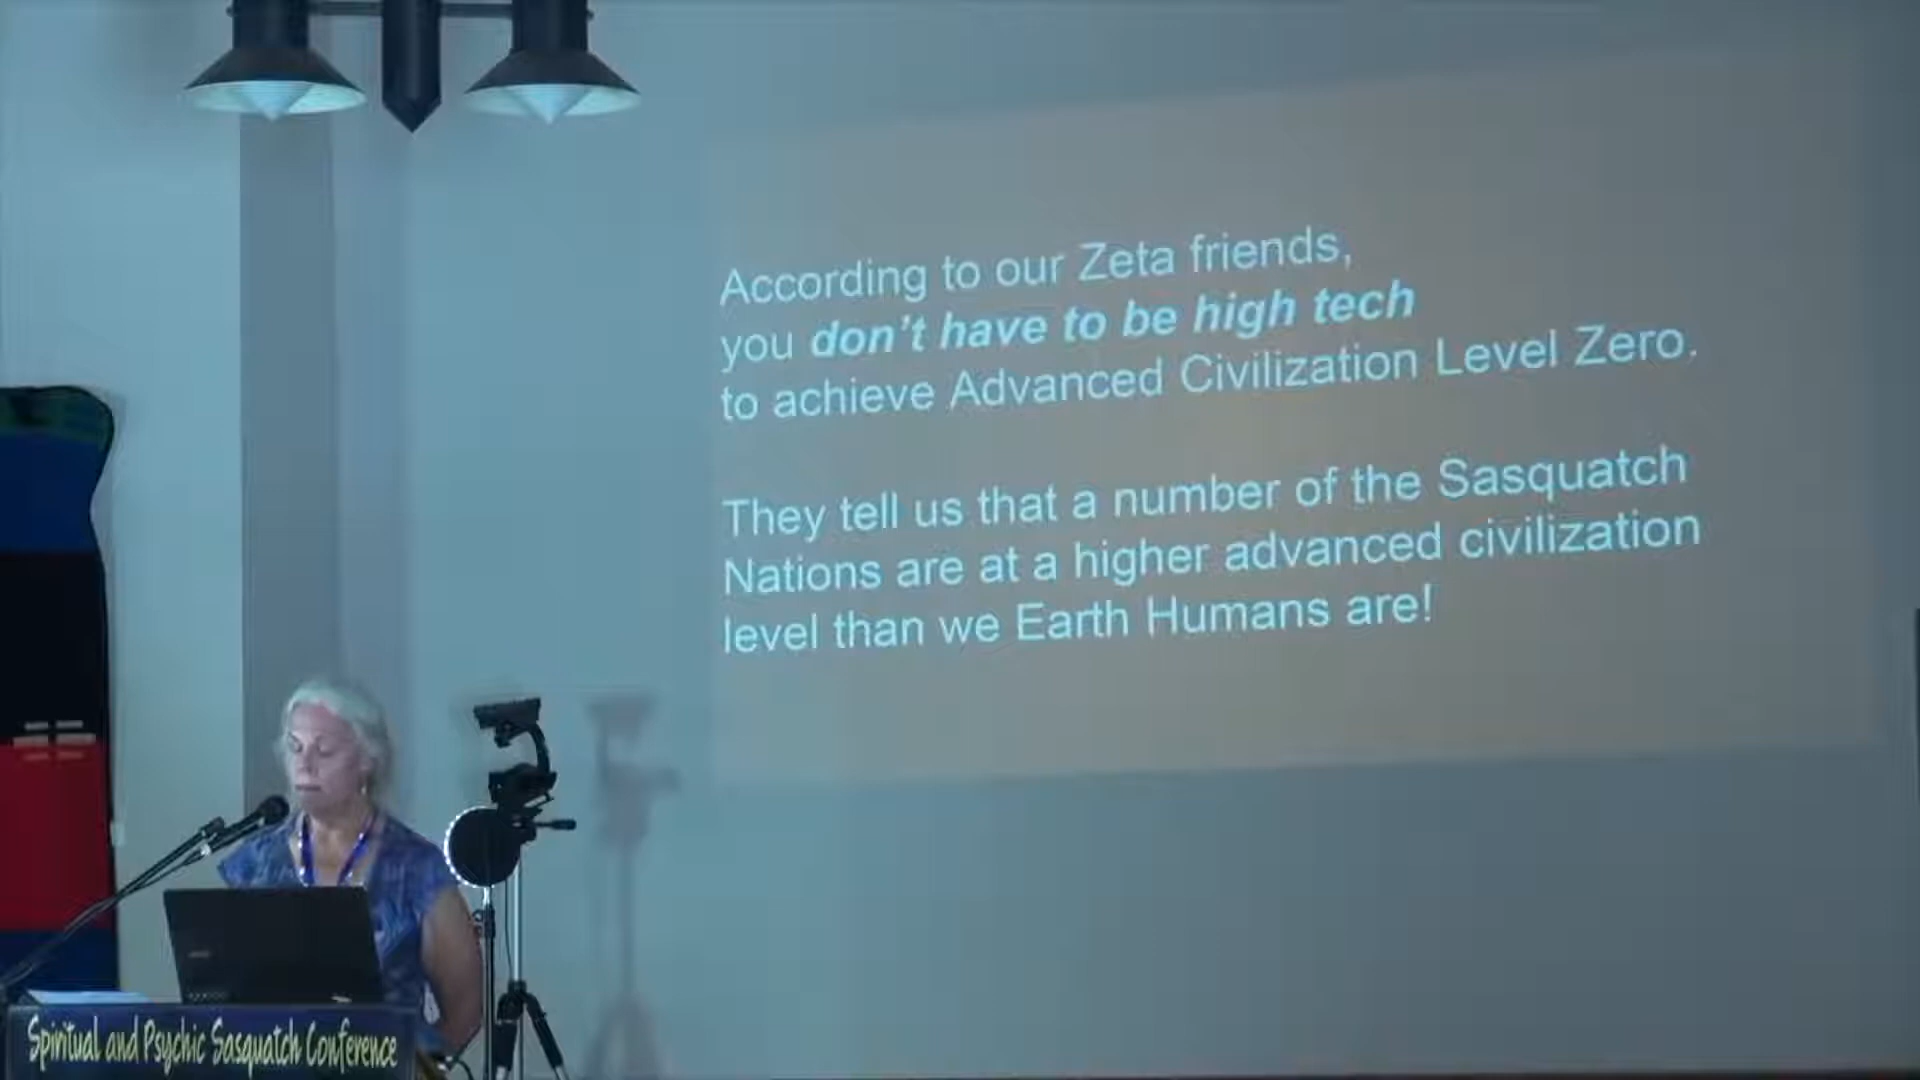 According to our Zeta friends,
you don't have to be high tech
to achieve Advanced Civilization Level Zero.
They tell us that a number of the Sasquatch
Nations are at a higher advanced civilization
level than we Earth Humans are!
Spiritual and Psychic Sasquatch Conference